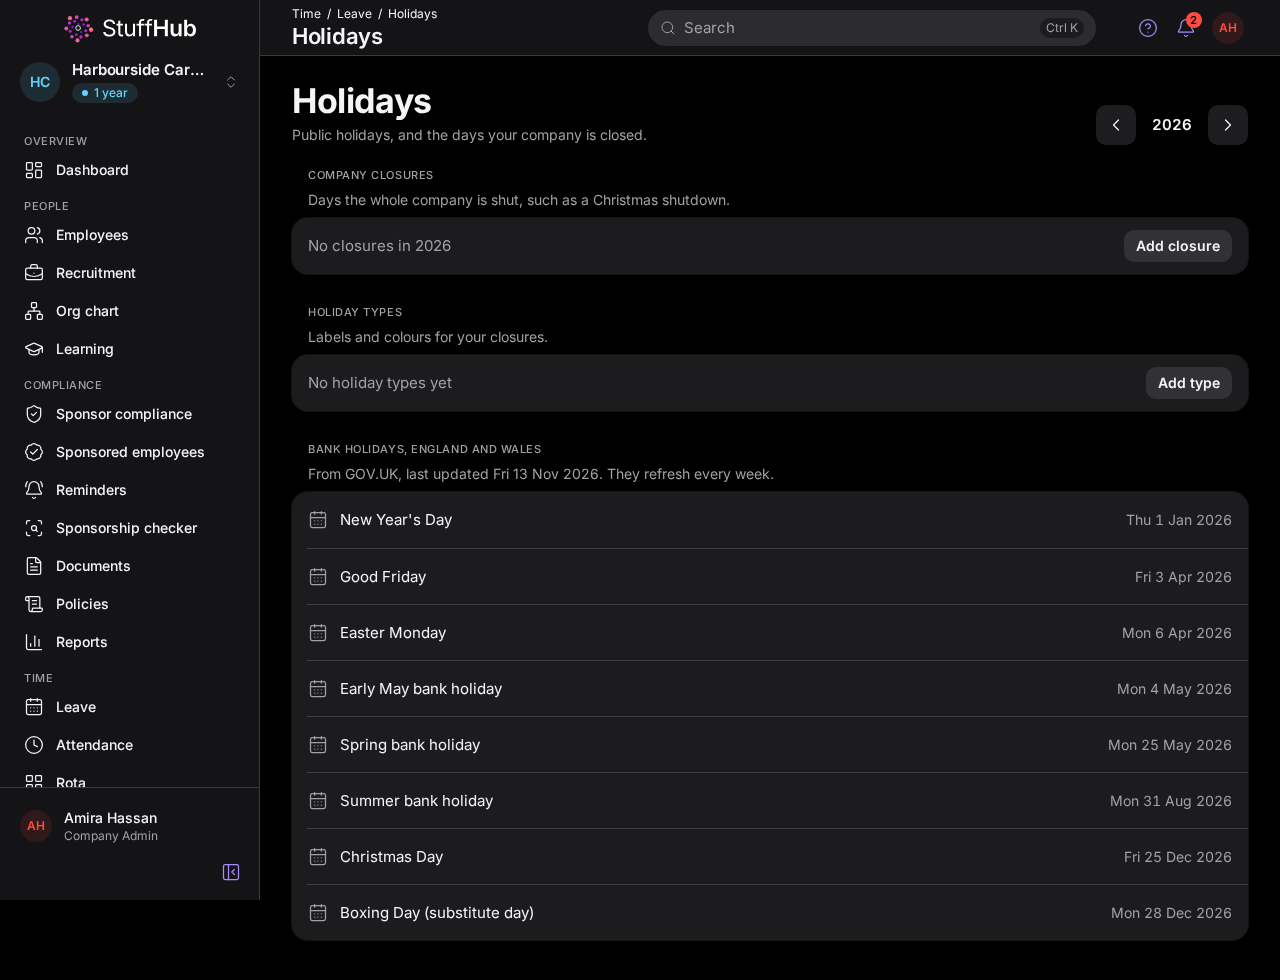 StuffHub
HC
Harbourside Car...
1 year
OVERVIEW
Dashboard
PEOPLE
Employees
Recruitment
Org chart
Learning
COMPLIANCE
Sponsor compliance
Sponsored employees
Reminders
Sponsorship checker
Documents
Policies
Reports
TIME
Leave
Attendance
Rota
AH
Amira Hassan
Company Admin
Time / Leave / Holidays
Holidays
Search
Ctrl K
2
AH
Holidays
Public holidays, and the days your company is closed.
2026
COMPANY CLOSURES
Days the whole company is shut, such as a Christmas shutdown.
No closures in 2026
Add closure
HOLIDAY TYPES
Labels and colours for your closures.
No holiday types yet
Add type
BANK HOLIDAYS, ENGLAND AND WALES
From GOV.UK, last updated Fri 13 Nov 2026. They refresh every week.
New Year's Day Thu 1 Jan 2026
Good Friday Fri 3 Apr 2026
Easter Monday Mon 6 Apr 2026
Early May bank holiday Mon 4 May 2026
Spring bank holiday Mon 25 May 2026
Summer bank holiday Mon 31 Aug 2026
Christmas Day Fri 25 Dec 2026
Boxing Day (substitute day) Mon 28 Dec 2026